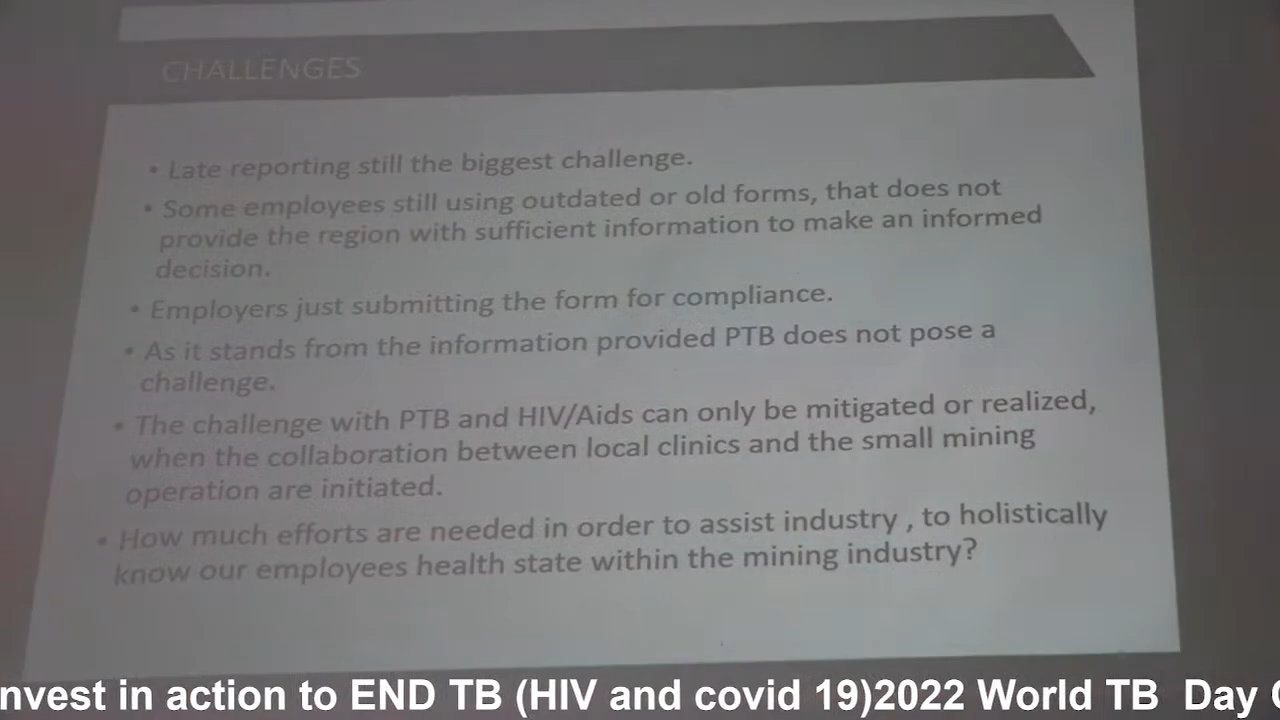 CHALLENGES
• Late reporting still the biggest challenge.
• Some employees still using outdated or old forms, that does not
provide the region with sufficient information to make an informed
decision.
• Employers just submitting the form for compliance.
• As it stands from the information provided PTB does not pose a
challenge.
• The challenge with PTB and HIV/Aids can only be mitigated or realized,
when the collaboration between local clinics and the small mining
operation are initiated.
• How much efforts are needed in order to assist industry , to holistically
know our employees health state within the mining industry?
nvest in action to END TB (HIV and covid 19)2022 World TB Day